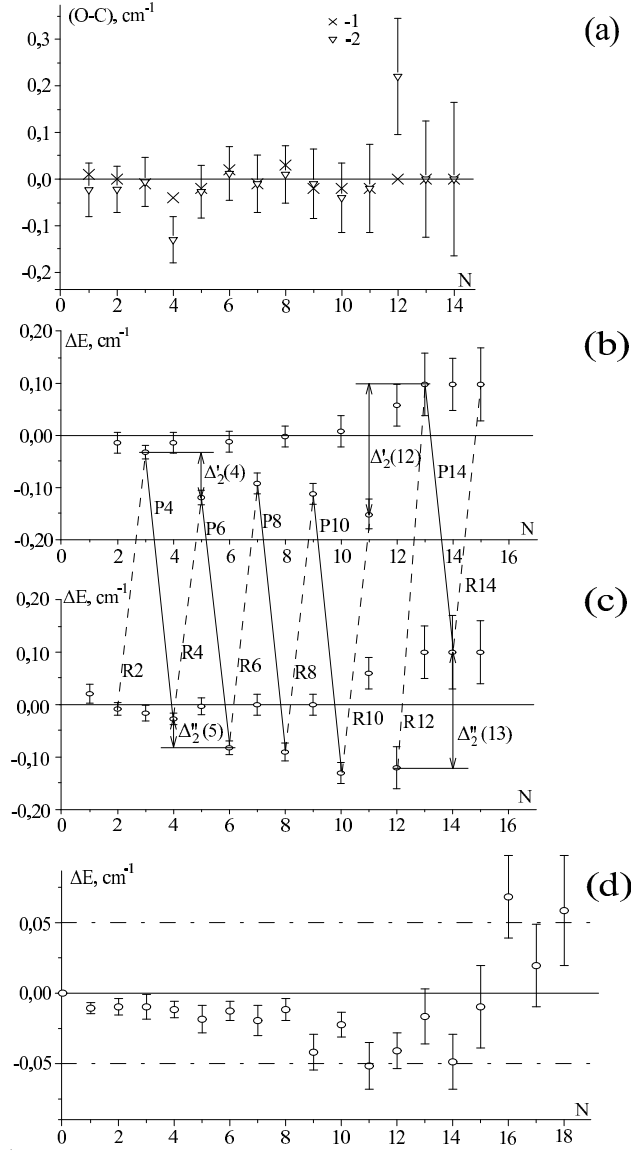 (O-C), cm⁻¹
(a)
× -1
▽ -2
0,3
0,2
0,1
0,0
-0,1
-0,2
0 2 4 6 8 10 12 14
N
ΔE, cm⁻¹
(b)
0,20
0,10
0,00
-0,10
-0,20
Δ'₂(4)
Δ'₂(12)
P4
P6
P8
P10
P14
N
0 2 4 6 8 10 12 14 16
ΔE, cm⁻¹
(c)
0,20
0,10
0,00
-0,10
-0,20
R2
R4
R6
R8
R10
R12
R14
Δ''₂(5)
Δ''₂(13)
N
0 2 4 6 8 10 12 14 16
ΔE, cm⁻¹
(d)
0,05
0,00
-0,05
N
0 2 4 6 8 10 12 14 16 18